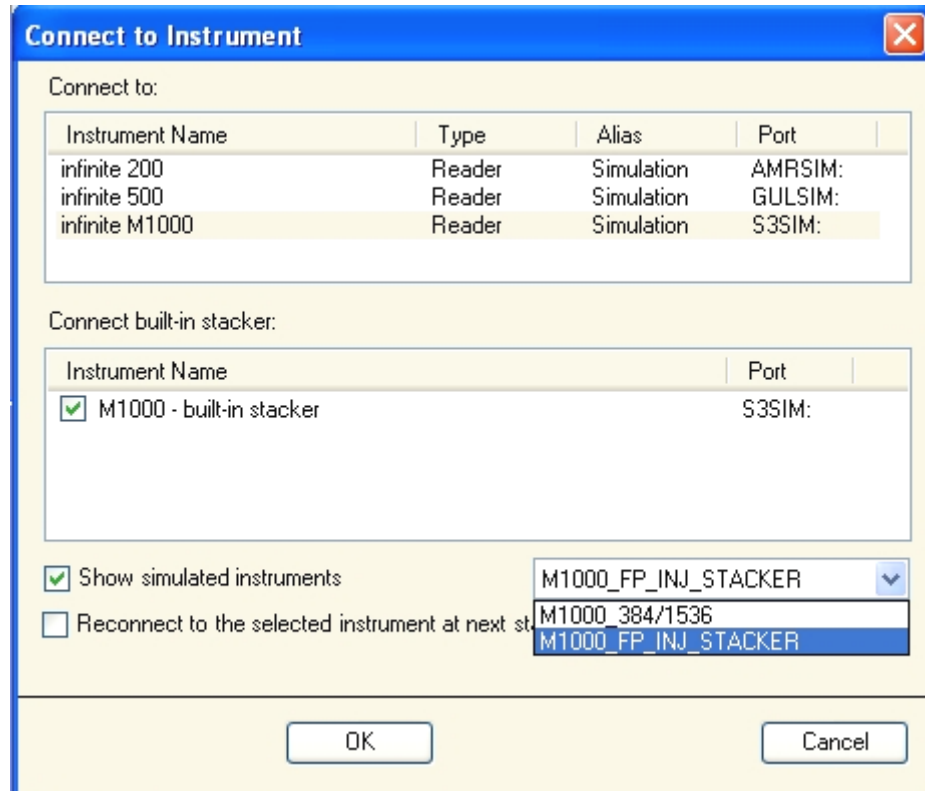 Connect to Instrument
Connect to:
Instrument Name Type Alias Port
infinite 200 Reader Simulation AMRSIM:
infinite 500 Reader Simulation GULSIM:
infinite M1000 Reader Simulation S3SIM:
Connect built-in stacker:
Instrument Name Port
M1000 - built-in stacker S3SIM:
Show simulated instruments M1000_FP_INJ_STACKER
Reconnect to the selected instrument at next M1000_384/1536
M1000_FP_INJ_STACKER
OK Cancel